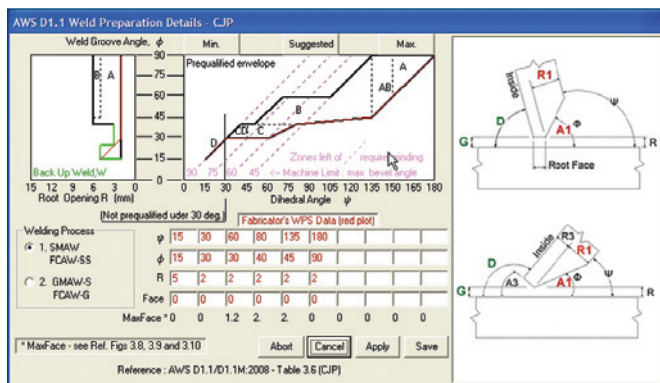 AWS D1.1 Weld Preparation Details - CJP
Weld Groove Angle, ϕ
Min.
Suggested
Max.
90
75
60
45
30
15
0
B
A
Back Up Weld,W
15 12 9 6 3 0
Root Opening R (mm)
90
75
60
45
30
15
0
Prequalified envelope
A
AB
B
D
CD
C
Zones left of
require grinding
90 75 60 45 <-- Machine Limit : max. bevel angle
0 15 30 45 60 75 90 105 120 135 150 165 180
Dihedral Angle ψ
(Not prequalified uder 30 deg.)
Fabricator's WPS Data (red plot)
Welding Process
1. SMAW
FCAW-SS
2. GMAW-S
FCAW-G
ψ 15 30 60 80 135 180
ϕ 15 30 30 40 45 90
R 5 2 2 2 2 2
Face 0 0 0 0 0 0
MaxFace * 0 0 1.2 2. 2. 0 0 0 0 0
* MaxFace - see Ref. Figs 3.8, 3.9 and 3.10
Abort
Cancel
Apply
Save
Reference : AWS D1.1/D1.1M:2008 - Table 3.6 (CJP)
Inside
R1
D
ψ
Φ
A1
G
R
Root Face
Inside
R3
R1
D
ψ
Φ
A3
A1
G
R